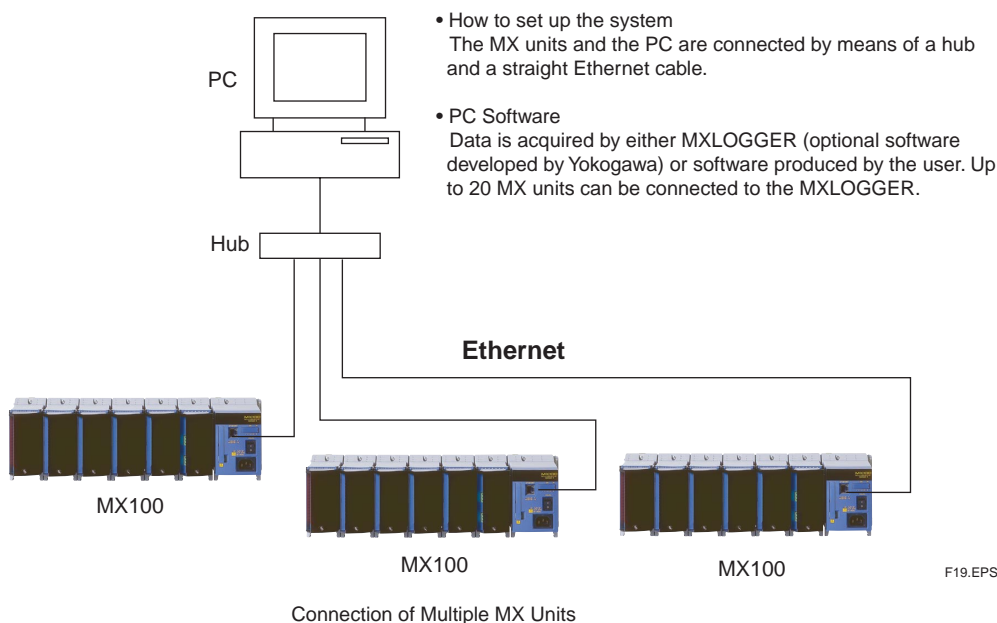 • How to set up the system
The MX units and the PC are connected by means of a hub
and a straight Ethernet cable.
PC
• PC Software
Data is acquired by either MXLOGGER (optional software
developed by Yokogawa) or software produced by the user. Up
to 20 MX units can be connected to the MXLOGGER.
Hub
Ethernet
MX100
MX100
MX100
F19.EPS
Connection of Multiple MX Units